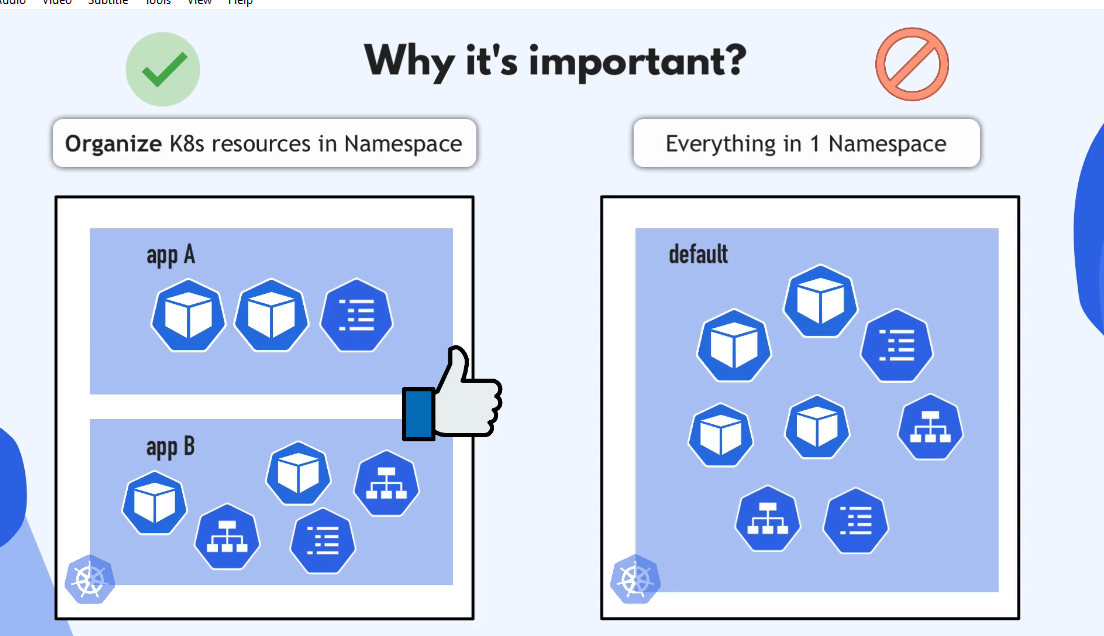 Audio Video Subtitle Tools View Help
Why it's important?
Organize K8s resources in Namespace
Everything in 1 Namespace
app A
default
app B